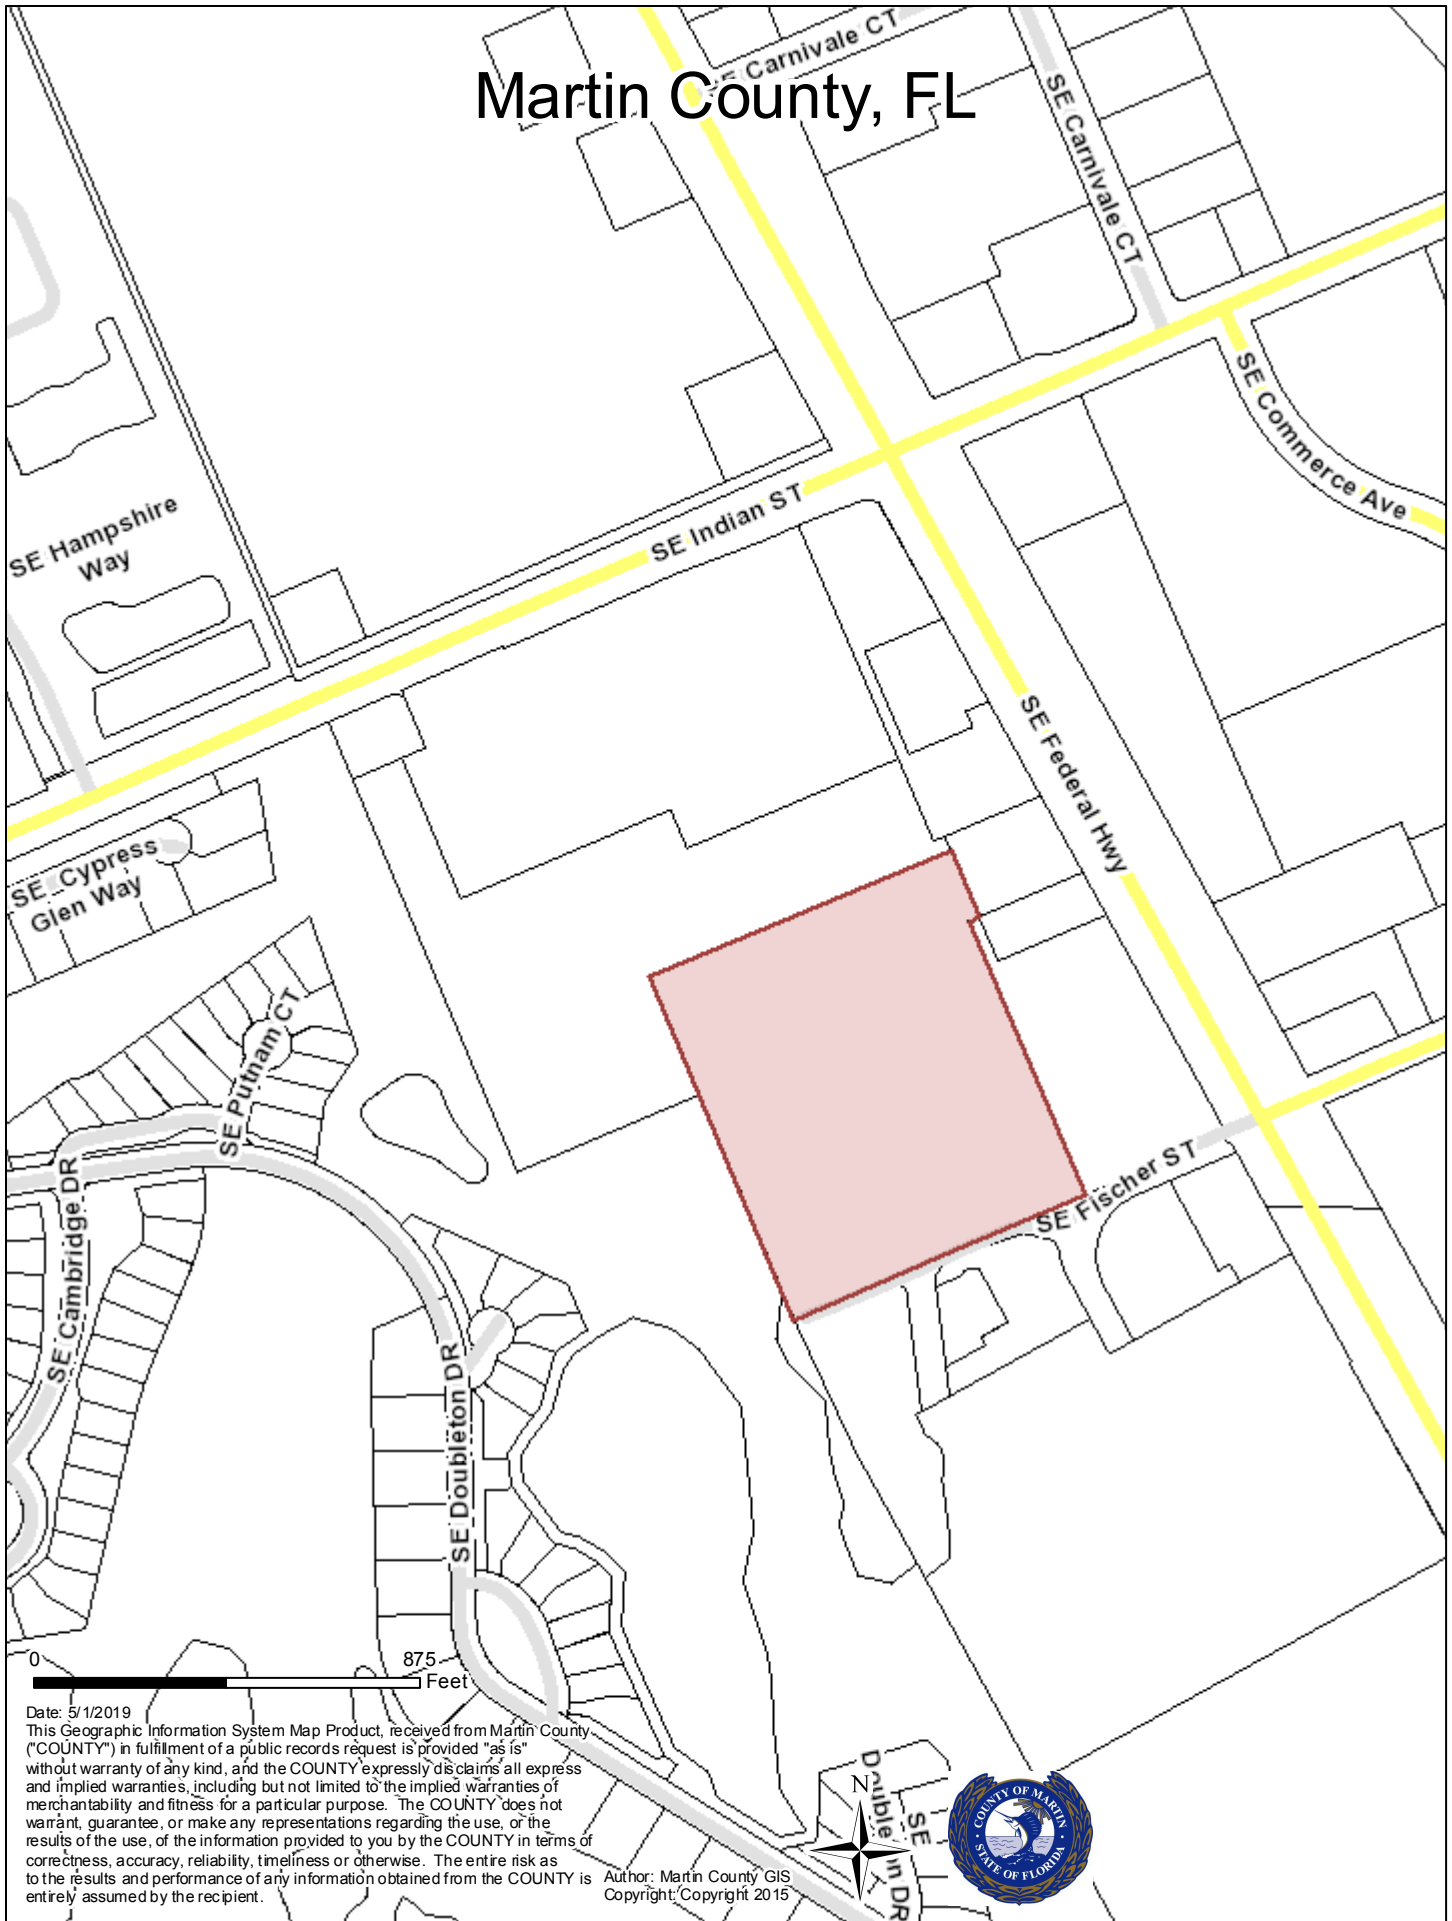 SE Carnivale CT
Martin County, FL
SE Carnivale CT
SE Commerce Ave
SE Indian ST
SE Hampshire
Way
SE Federal Hwy
SE Cypress
Glen Way
SE Putnam CT
SE Fischer ST
SE Cambridge DR
SE Doubleton DR
0 875
Feet
Date: 5/1/2019
This Geographic Information System Map Product, received from Martin County
("COUNTY") in fulfillment of a public records request is provided "as is"
without warranty of any kind, and the COUNTY expressly disclaims all express
and implied warranties, including but not limited to the implied warranties of
merchantability and fitness for a particular purpose. The COUNTY does not
warrant, guarantee, or make any representations regarding the use, or the
results of the use, of the information provided to you by the COUNTY in terms of
correctness, accuracy, reliability, timeliness or otherwise. The entire risk as
to the results and performance of any information obtained from the COUNTY is
entirely assumed by the recipient.
Author: Martin County GIS
Copyright: Copyright 2015
N
SE
Doubleton DR
COUNTY OF MARTIN
STATE OF FLORIDA